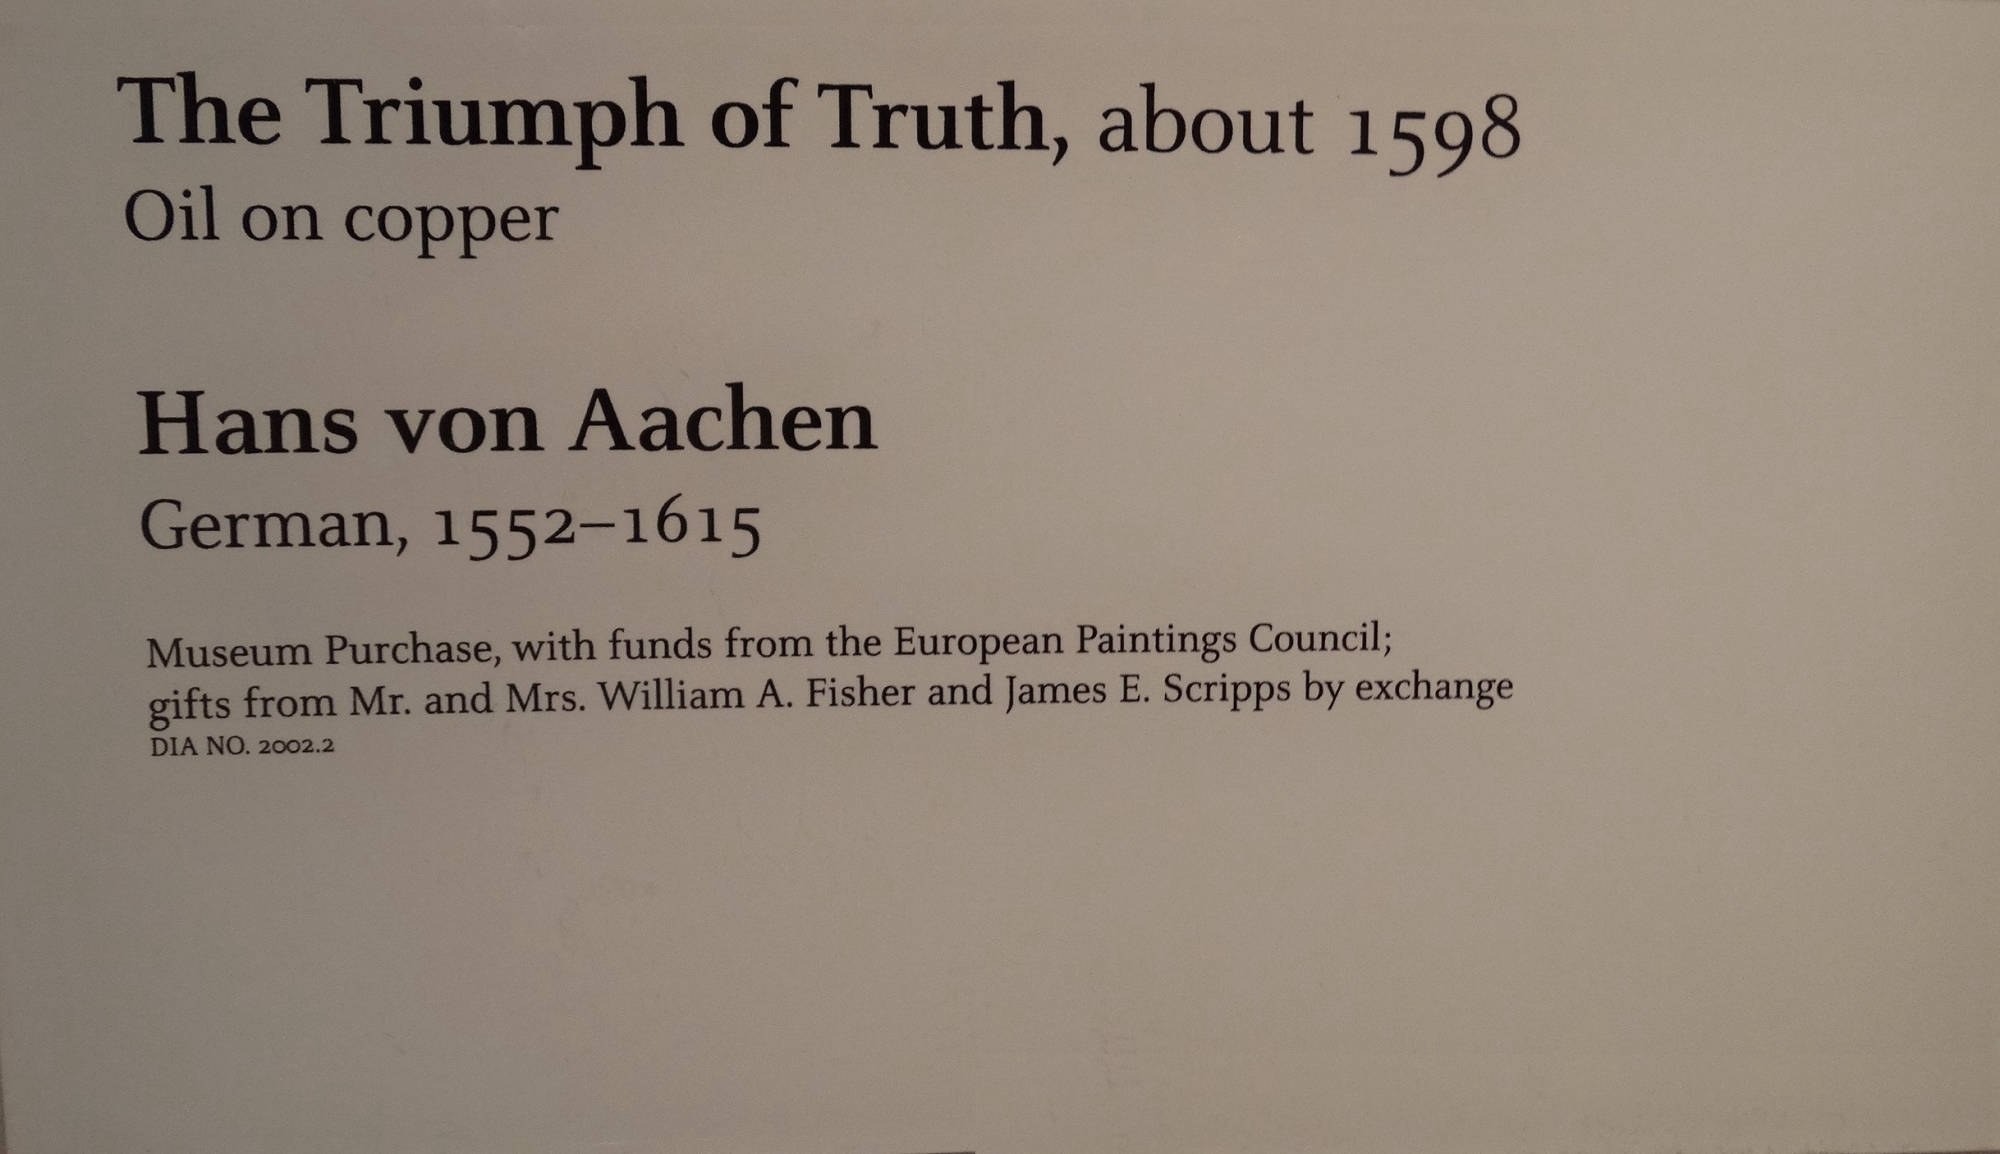 The Triumph of Truth, about 1598
Oil on copper
Hans von Aachen
German, 1552–1615
Museum Purchase, with funds from the European Paintings Council;
gifts from Mr. and Mrs. William A. Fisher and James E. Scripps by exchange
DIA NO. 2002.2